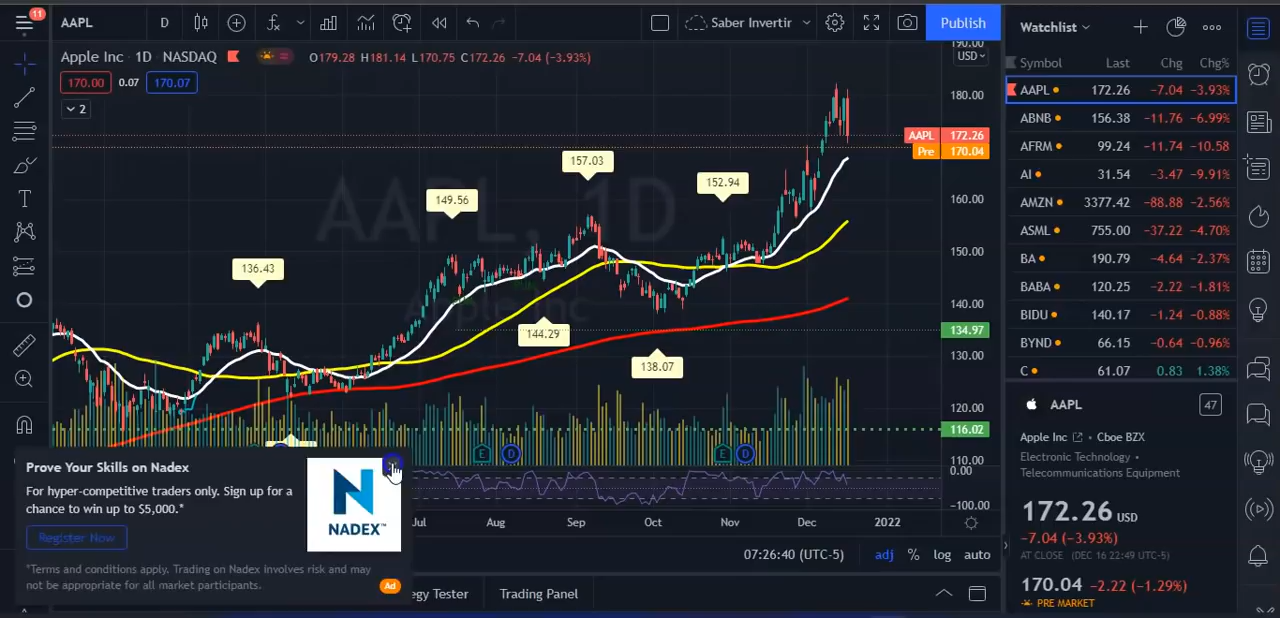 11
AAPL D
Saber Invertir
Publish
Apple Inc · 1D · NASDAQ O179.28 H181.14 L170.75 C172.26 −7.04 (−3.93%)
170.00 0.07 170.07
2
AAPL, 1D
Apple Inc
136.43
149.56
157.03
152.94
144.29
138.07
190.00
USD
180.00
AAPL 172.26
Pre 170.04
160.00
150.00
140.00
134.97
130.00
120.00
116.02
110.00
0.00
−100.00
E D E D
Jul Aug Sep Oct Nov Dec 2022
07:26:40 (UTC-5) adj % log auto
Trading Panel
Prove Your Skills on Nadex
For hyper-competitive traders only. Sign up for a
chance to win up to $5,000.*
Register Now
*Terms and conditions apply. Trading on Nadex involves risk and may
not be appropriate for all market participants.
NADEX™
Ad
Watchlist
Symbol Last Chg Chg%
AAPL 172.26 −7.04 −3.93%
ABNB 156.38 −11.76 −6.99%
AFRM 99.24 −11.74 −10.58
AI 31.54 −3.47 −9.91%
AMZN 3377.42 −88.88 −2.56%
ASML 755.00 −37.22 −4.70%
BA 190.79 −4.64 −2.37%
BABA 120.25 −2.22 −1.81%
BIDU 140.17 −1.24 −0.88%
BYND 66.15 −0.64 −0.96%
C 61.07 0.83 1.38%
AAPL 47
Apple Inc · Cboe BZX
Electronic Technology •
Telecommunications Equipment
172.26 USD
−7.04 (−3.93%)
AT CLOSE (DEC 16 22:49 UTC-5)
170.04 −2.22 (−1.29%)
PRE MARKET